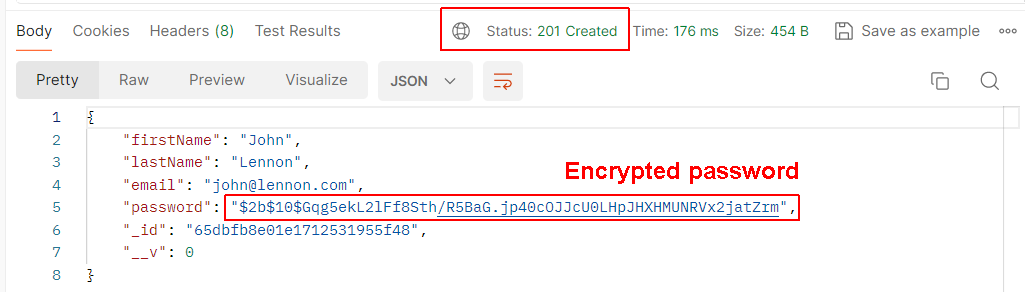 Body Cookies Headers (8) Test Results Status: 201 Created Time: 176 ms Size: 454 B Save as example
Pretty Raw Preview Visualize JSON
1 {
2 "firstName": "John",
3 "lastName": "Lennon",
Encrypted password
4 "email": "john@lennon.com",
5 "password": "$2b$10$Gqg5ekL2lFf8Sth/R5BaG.jp40cOJJcU0LHpJHXHMUNRVx2jatZrm",
6 "_id": "65dbfb8e01e1712531955f48",
7 "__v": 0
8 }